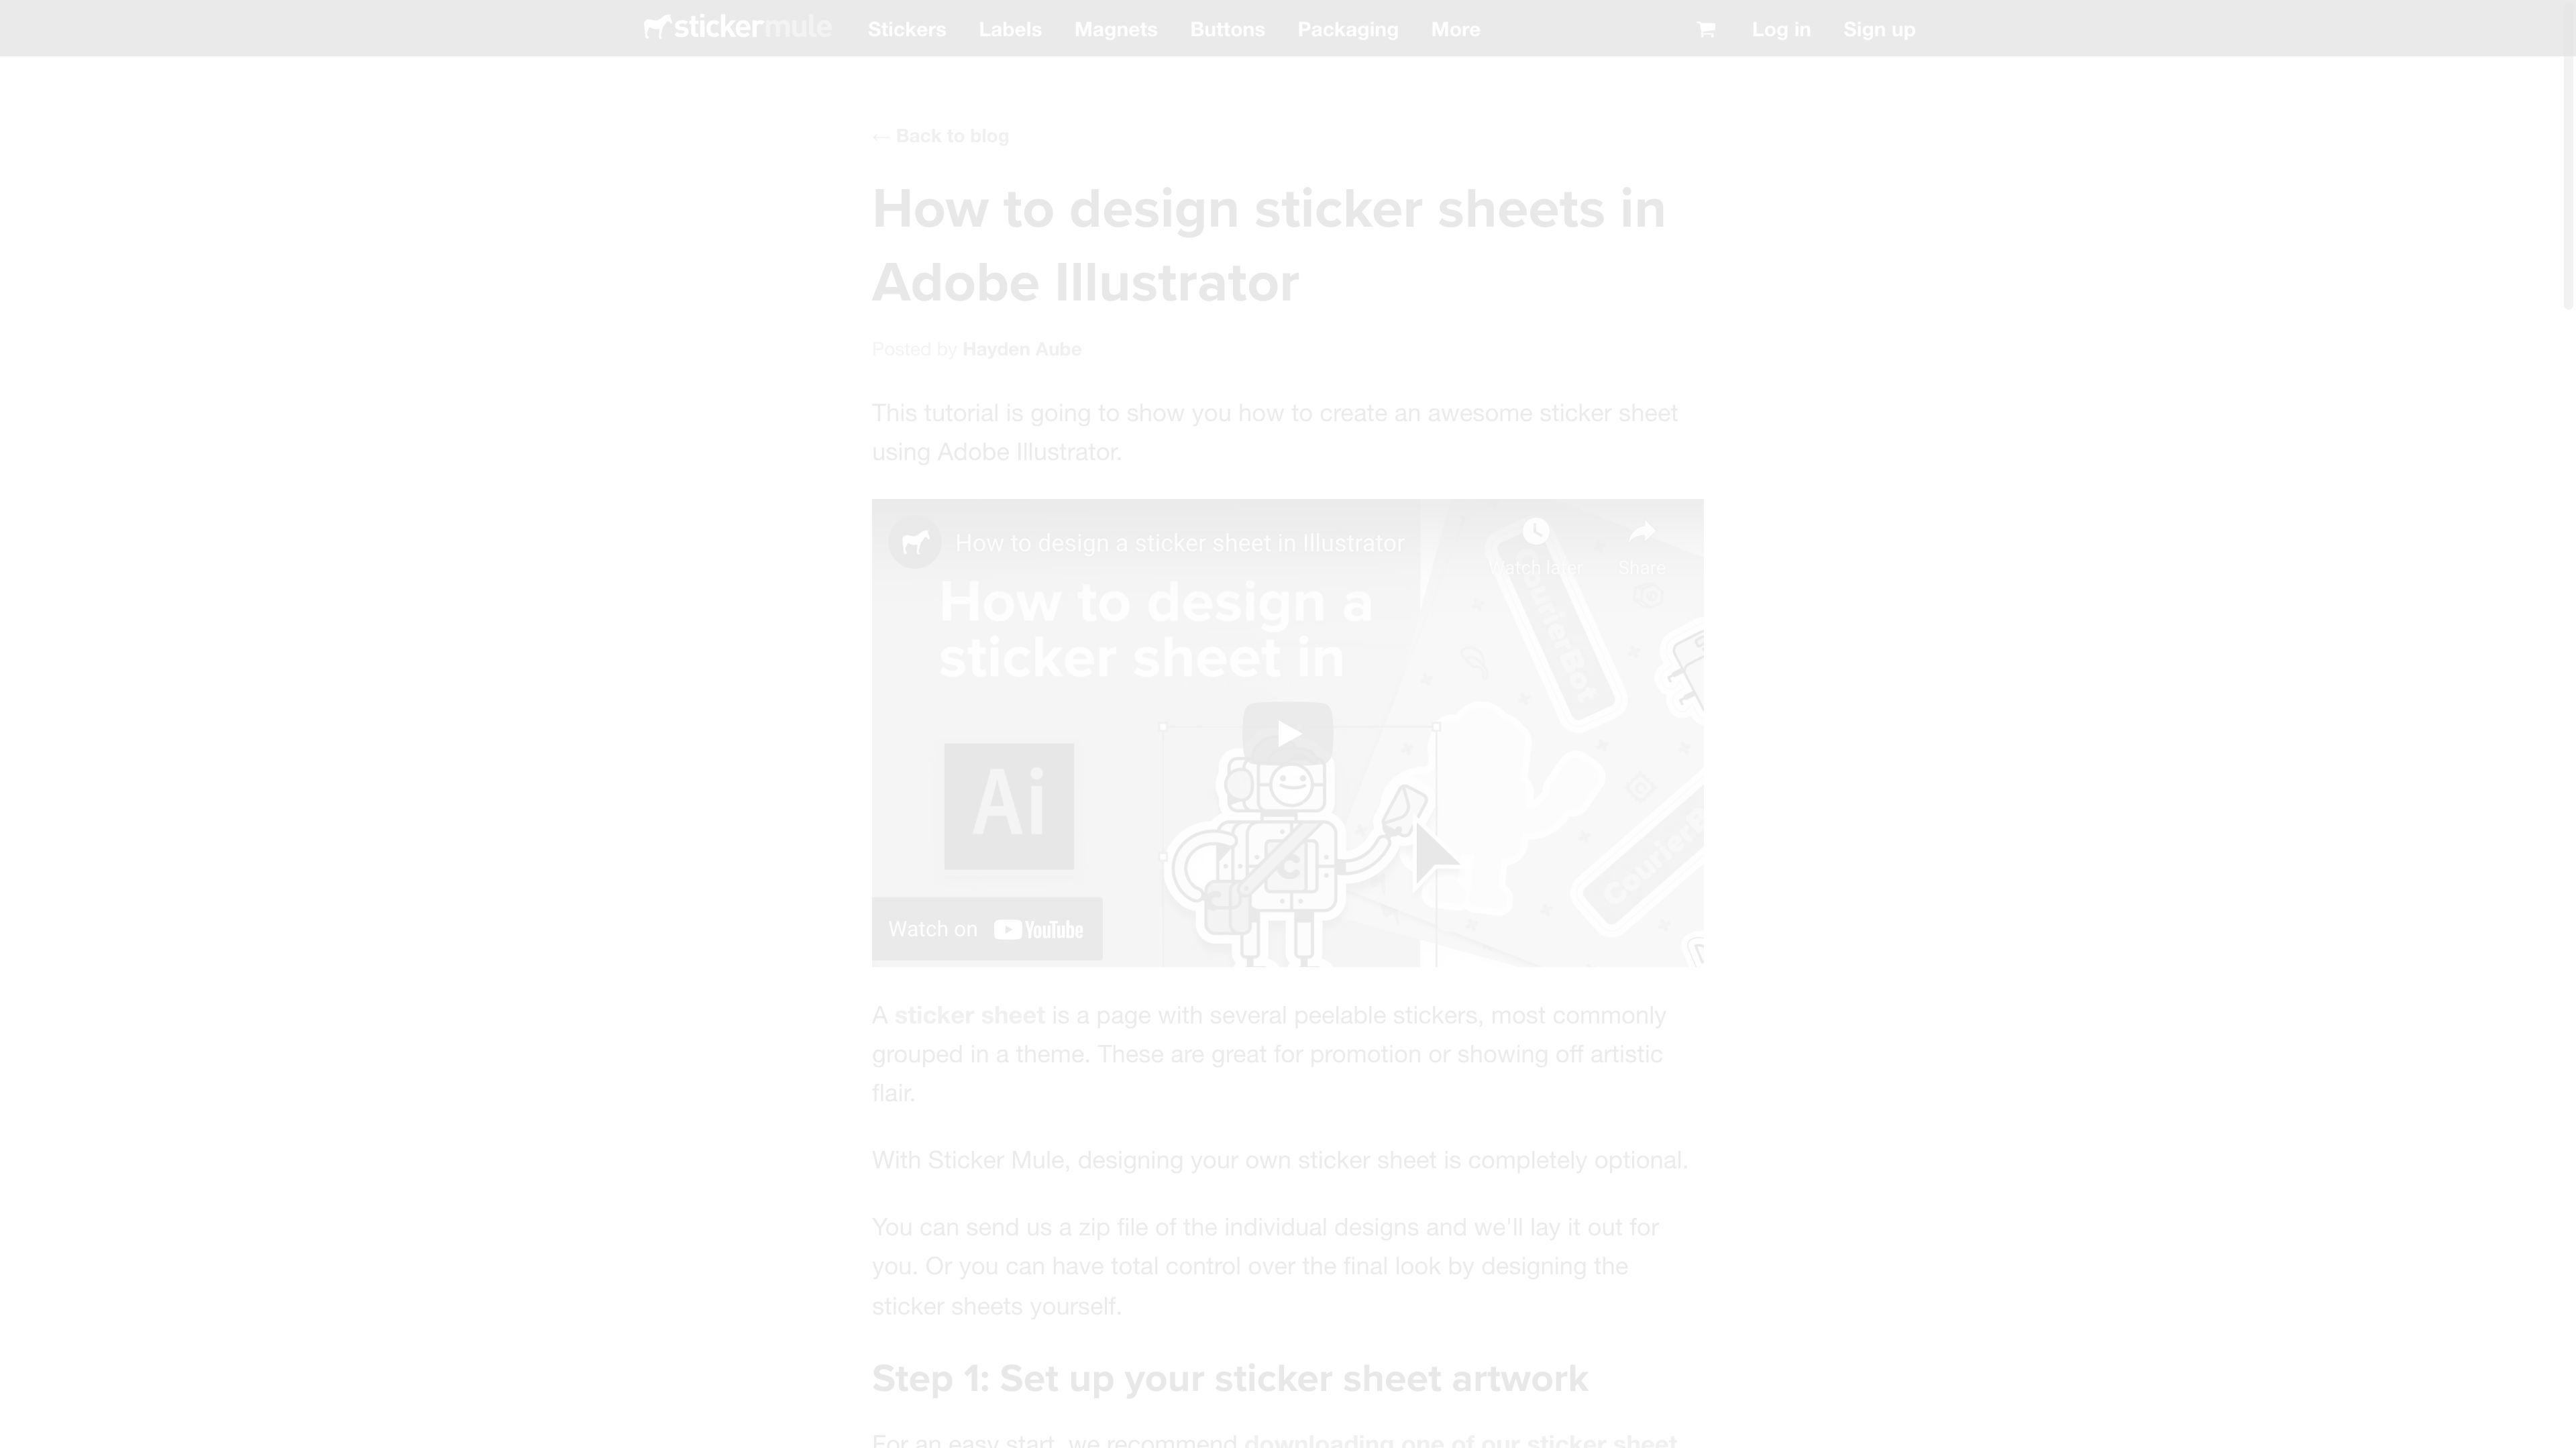 stickermule Stickers Labels Magnets Buttons Packaging More Log in Sign up
← Back to blog
How to design sticker sheets in
Adobe Illustrator
Posted by Hayden Aube
This tutorial is going to show you how to create an awesome sticker sheet
using Adobe Illustrator.
How to design a sticker sheet in Illustrator
Watch later Share
How to design a
sticker sheet in
CourierBot
Ai
C
CourierB
Watch on YouTube
A sticker sheet is a page with several peelable stickers, most commonly
grouped in a theme. These are great for promotion or showing off artistic
flair.
With Sticker Mule, designing your own sticker sheet is completely optional.
You can send us a zip file of the individual designs and we'll lay it out for
you. Or you can have total control over the final look by designing the
sticker sheets yourself.
Step 1: Set up your sticker sheet artwork
For an easy start, we recommend downloading one of our sticker sheet